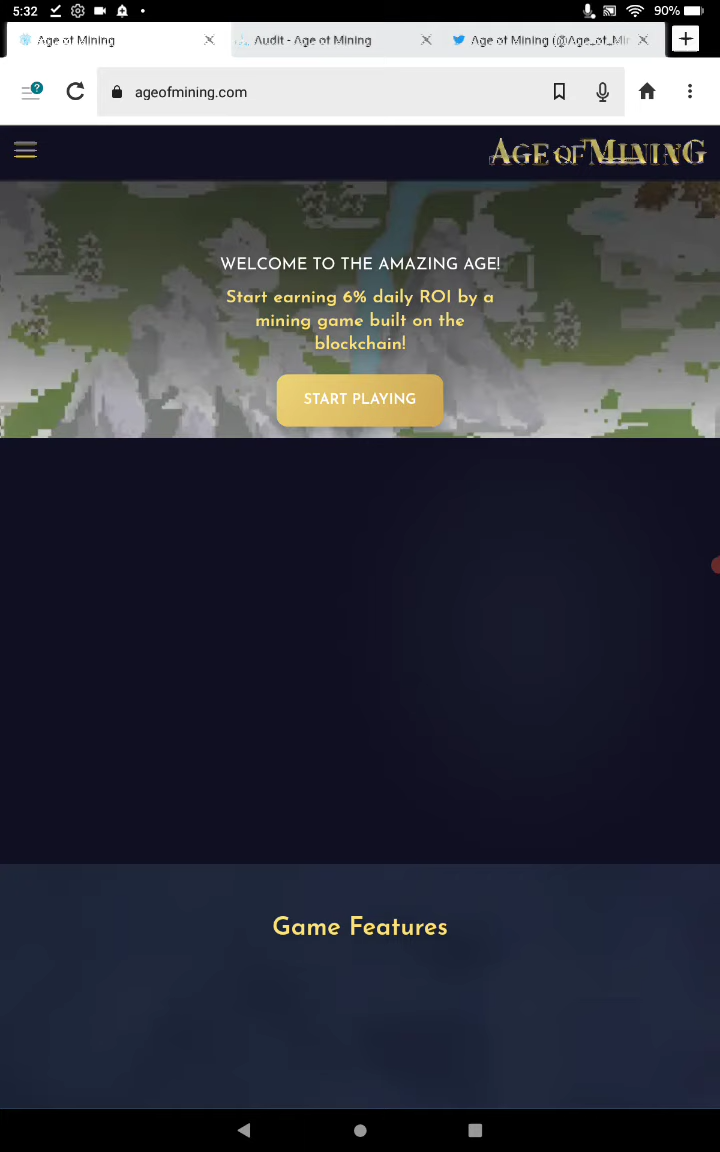 5:32 90%
Age of Mining Audit - Age of Mining Age of Mining (@Age_of_Mi
ageofmining.com
AGE OF MINING
WELCOME TO THE AMAZING AGE!
Start earning 6% daily ROI by a
mining game built on the
blockchain!
START PLAYING
Game Features